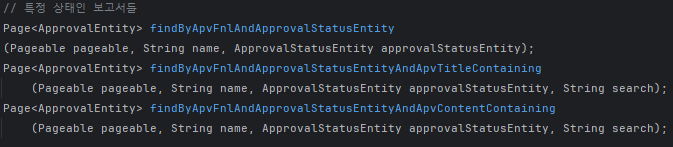 // 특정 상태인 보고서들
Page<ApprovalEntity> findByApvFnlAndApprovalStatusEntity
(Pageable pageable, String name, ApprovalStatusEntity approvalStatusEntity);
Page<ApprovalEntity> findByApvFnlAndApprovalStatusEntityAndApvTitleContaining
(Pageable pageable, String name, ApprovalStatusEntity approvalStatusEntity, String search);
Page<ApprovalEntity> findByApvFnlAndApprovalStatusEntityAndApvContentContaining
(Pageable pageable, String name, ApprovalStatusEntity approvalStatusEntity, String search);